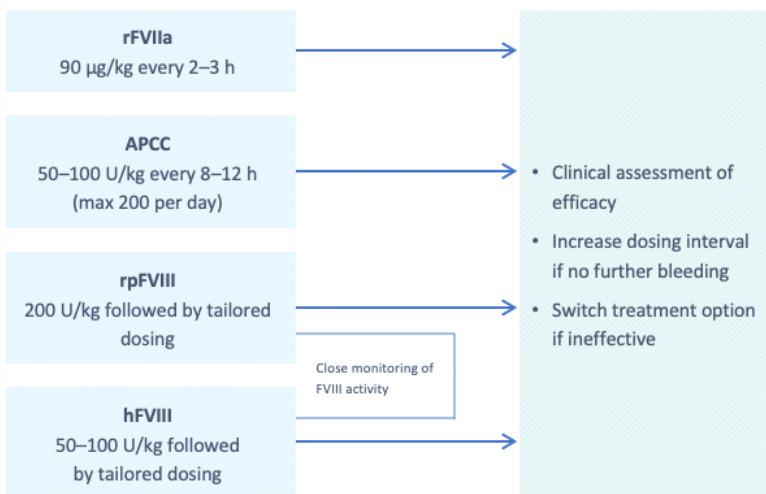 rFVIIa
90 µg/kg every 2–3 h
APCC
50–100 U/kg every 8–12 h
(max 200 per day)
rpFVIII
200 U/kg followed by tailored
dosing
Close monitoring of
FVIII activity
hFVIII
50–100 U/kg followed
by tailored dosing
• Clinical assessment of
efficacy
• Increase dosing interval
if no further bleeding
• Switch treatment option
if ineffective